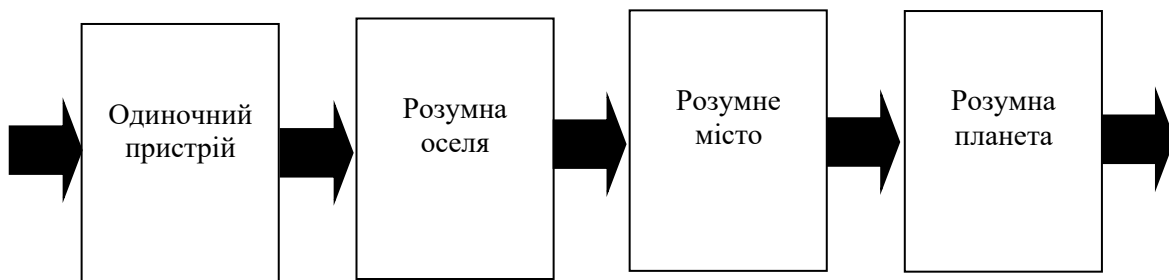 Одиночний
пристрій
Розумна
оселя
Розумне
місто
Розумна
планета